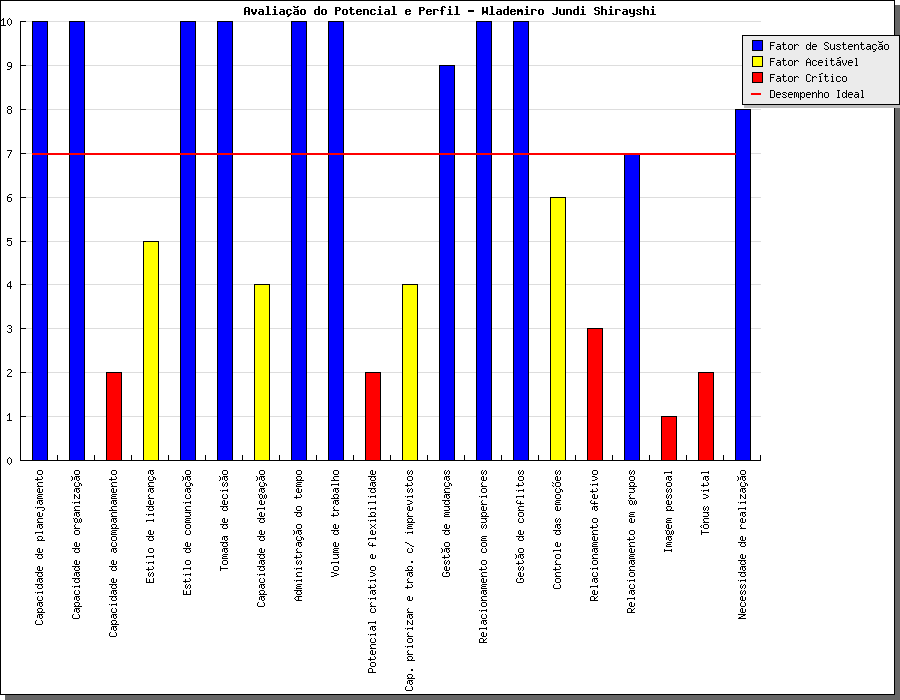 Avaliação do Potencial e Perfil - Wlademiro Jundi Shirayshi
10
9
8
7
6
5
4
3
2
1
0
Fator de Sustentação
Fator Aceitável
Fator Crítico
Desempenho Ideal
Capacidade de planejamento
Capacidade de organização
Capacidade de acompanhamento
Estilo de liderança
Estilo de comunicação
Tomada de decisão
Capacidade de delegação
Administração do tempo
Volume de trabalho
Potencial criativo e flexibilidade
Cap. priorizar e trab. c/ imprevistos
Gestão de mudanças
Relacionamento com superiores
Gestão de conflitos
Controle das emoções
Relacionamento afetivo
Relacionamento em grupos
Imagem pessoal
Tônus vital
Necessidade de realização